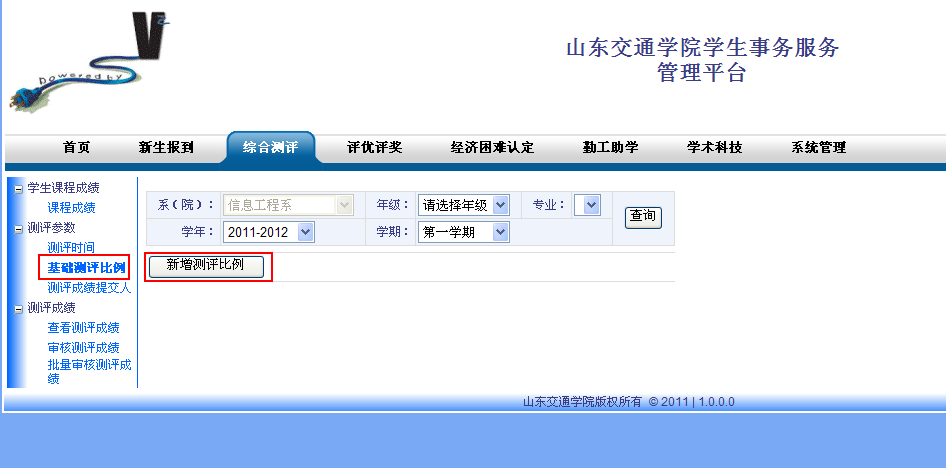 V2
powered by
山东交通学院学生事务服务
管理平台
首页 新生报到 综合测评 评优评奖 经济困难认定 勤工助学 学术科技 系统管理
学生课程成绩
课程成绩
测评参数
测评时间
基础测评比例
测评成绩提交人
测评成绩
查看测评成绩
审核测评成绩
批量审核测评成
绩
系（院）： 信息工程系 年级： 请选择年级 专业：
查询
学年： 2011-2012 学期： 第一学期
新增测评比例
山东交通学院版权所有 © 2011 | 1.0.0.0